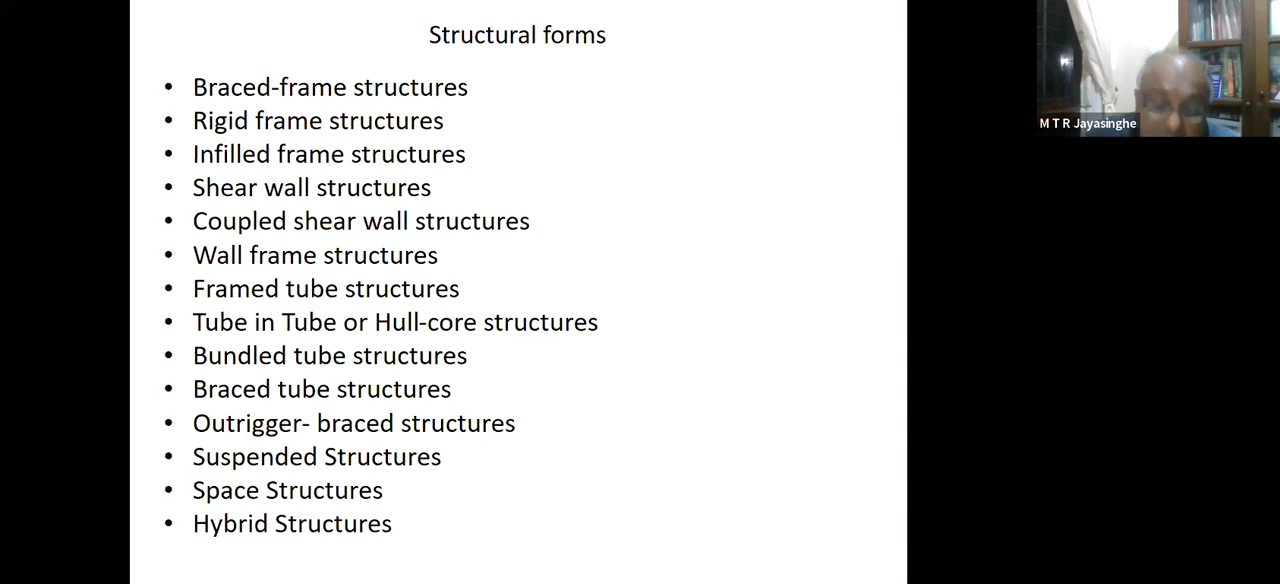 Structural forms
• Braced-frame structures
• Rigid frame structures
• Infilled frame structures
• Shear wall structures
• Coupled shear wall structures
• Wall frame structures
• Framed tube structures
• Tube in Tube or Hull-core structures
• Bundled tube structures
• Braced tube structures
• Outrigger- braced structures
• Suspended Structures
• Space Structures
• Hybrid Structures
M T R Jayasinghe